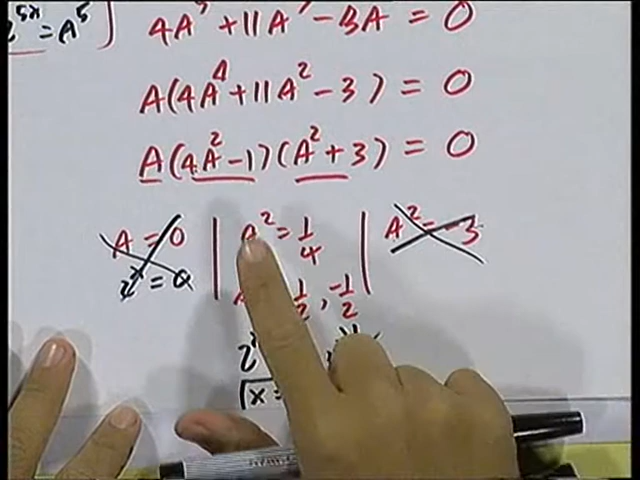 2^5x = A^5 ]
4A^5 + 11A^3 - 3A = 0
A(4A^4 + 11A^2 - 3) = 0
A(4A^2 - 1)(A^2 + 3) = 0
A = 0 | A^2 = 1/4 | A^2 = -3
2^x = 0
1/2, -1/2
[x =